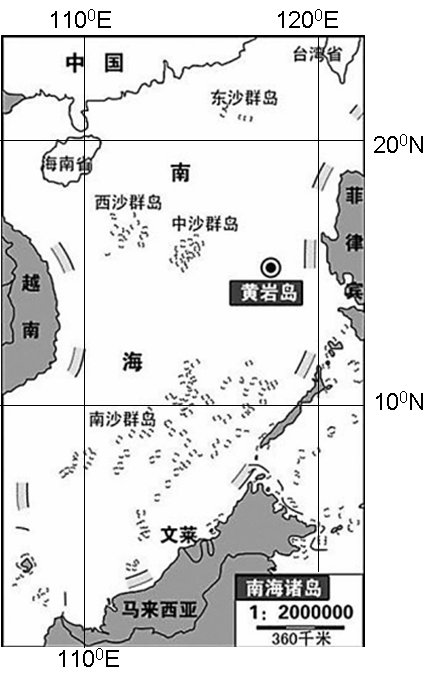 110⁰E 120⁰E
中 国
台湾省
东沙群岛
20⁰N
海南省
南
西沙群岛
中沙群岛
菲律宾
黄岩岛
越南
海
10⁰N
南沙群岛
文莱
马来西亚
南海诸岛
1：2000000
360千米
110⁰E